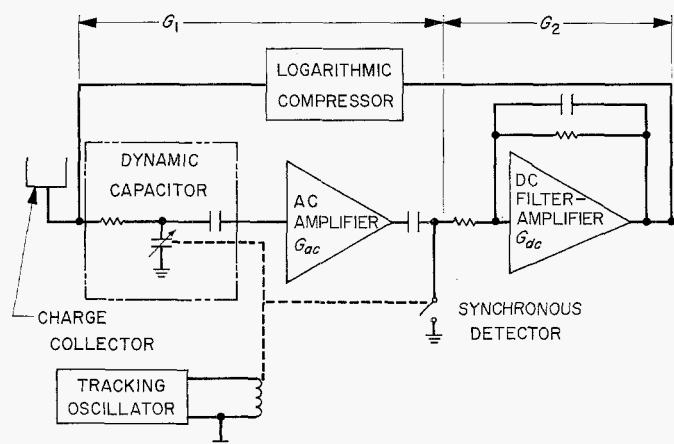 G1
G2
LOGARITHMIC
COMPRESSOR
DYNAMIC
CAPACITOR
AC
AMPLIFIER
Gac
DC
FILTER-
AMPLIFIER
Gdc
CHARGE
COLLECTOR
SYNCHRONOUS
DETECTOR
TRACKING
OSCILLATOR